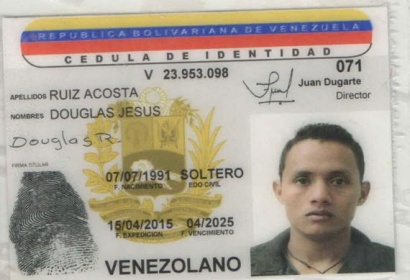 REPUBLICA BOLIVARIANA DE VENEZUELA
CEDULA DE IDENTIDAD
071
V 23.953.098
Juan Dugarte
Director
APELLIDOS RUIZ ACOSTA
NOMBRES DOUGLAS JESUS
Douglas R.
FIRMA TITULAR
07/07/1991 SOLTERO
F. NACIMIENTO EDO CIVIL
15/04/2015 04/2025
F. EXPEDICION F. VENCIMIENTO
VENEZOLANO